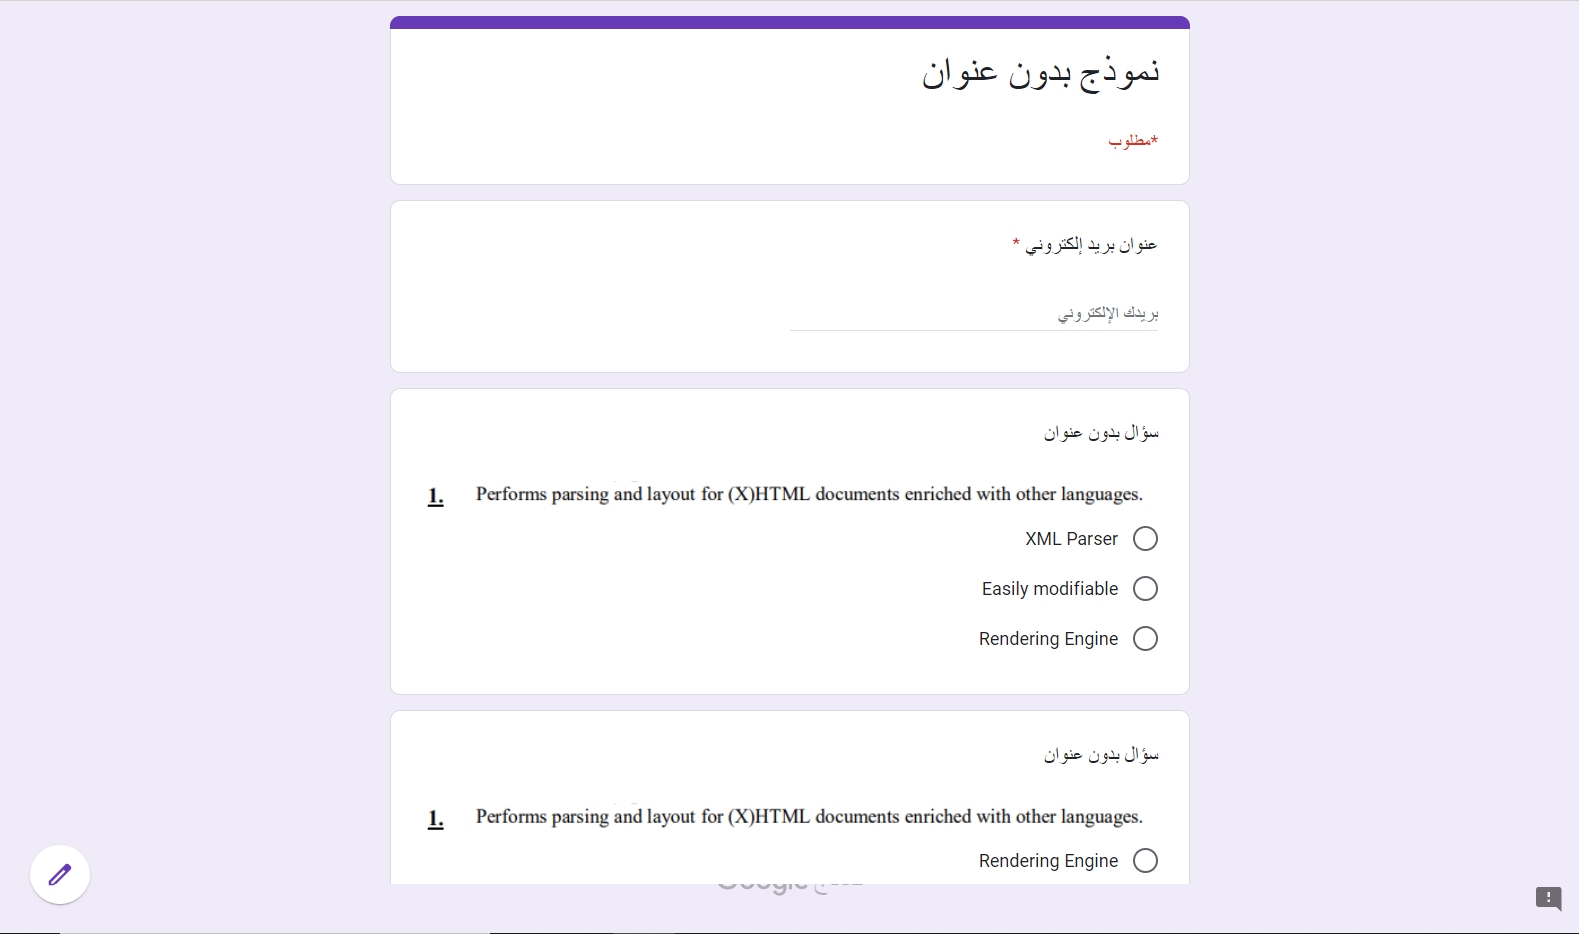 نموذج بدون عنوان
*مطلوب
عنوان بريد إلكتروني *
بريدك الإلكتروني
سؤال بدون عنوان
1. Performs parsing and layout for (X)HTML documents enriched with other languages.
XML Parser
Easily modifiable
Rendering Engine
سؤال بدون عنوان
1. Performs parsing and layout for (X)HTML documents enriched with other languages.
Rendering Engine